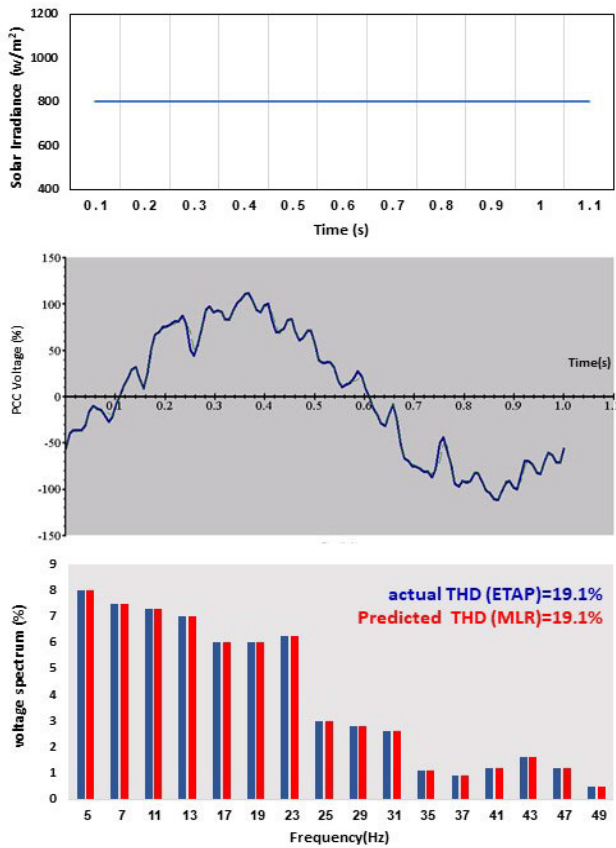 Solar Irradiance (w/m²)
1200
1000
800
600
400
0.1 0.2 0.3 0.4 0.5 0.6 0.7 0.8 0.9 1 1.1
Time (s)
PCC Voltage (%)
150
100
50
0
-50
-100
-150
Time(s)
0.1 0.2 0.3 0.4 0.5 0.6 0.7 0.8 0.9 1.0 1.
voltage spectrum (%)
9
8
7
6
5
4
3
2
1
0
actual THD (ETAP)=19.1%
Predicted THD (MLR)=19.1%
5 7 11 13 17 19 23 25 29 31 35 37 41 43 47 49
Frequency(Hz)